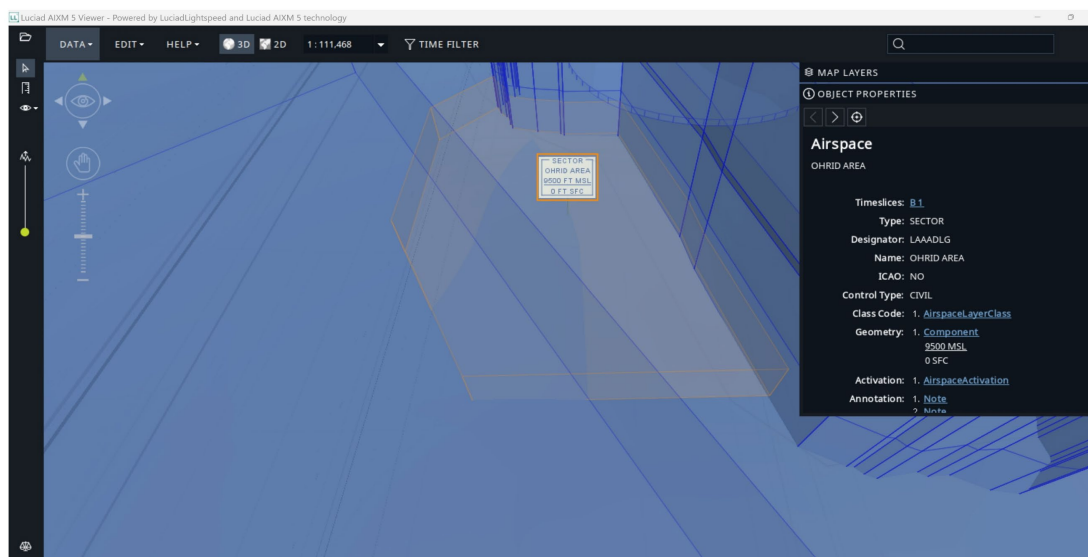 Luciad AIXM 5 Viewer - Powered by LuciadLightspeed and Luciad AIXM 5 technology
DATA EDIT HELP 3D 2D 1 : 111,468 TIME FILTER
MAP LAYERS
OBJECT PROPERTIES
Airspace
OHRID AREA
Timeslices: B 1
Type: SECTOR
Designator: LAAADLG
Name: OHRID AREA
ICAO: NO
Control Type: CIVIL
Class Code: 1. AirspaceLayerClass
Geometry: 1. Component
9500 MSL
0 SFC
Activation: 1. AirspaceActivation
Annotation: 1. Note
2. Note
SECTOR
OHRID AREA
9500 FT MSL
0 FT SFC